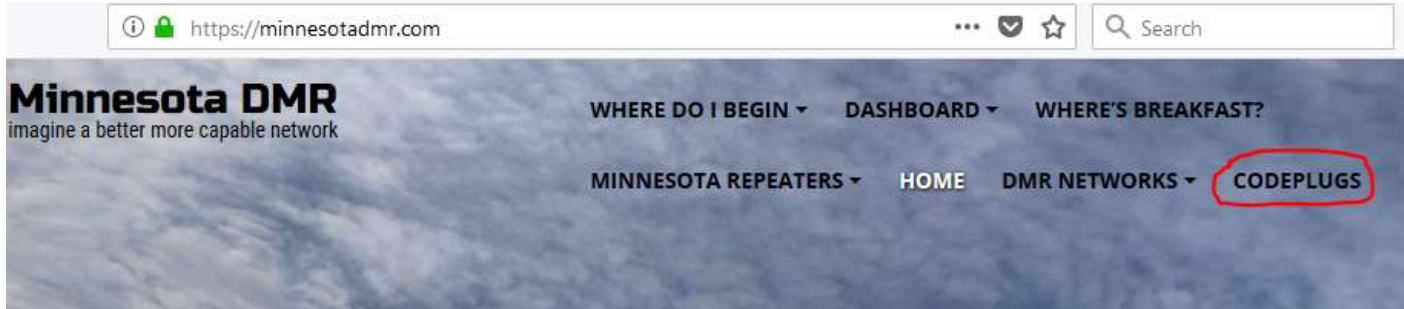 https://minnesotadmr.com
Search
Minnesota DMR
imagine a better more capable network
WHERE DO I BEGIN DASHBOARD WHERE'S BREAKFAST?
MINNESOTA REPEATERS HOME DMR NETWORKS CODEPLUGS